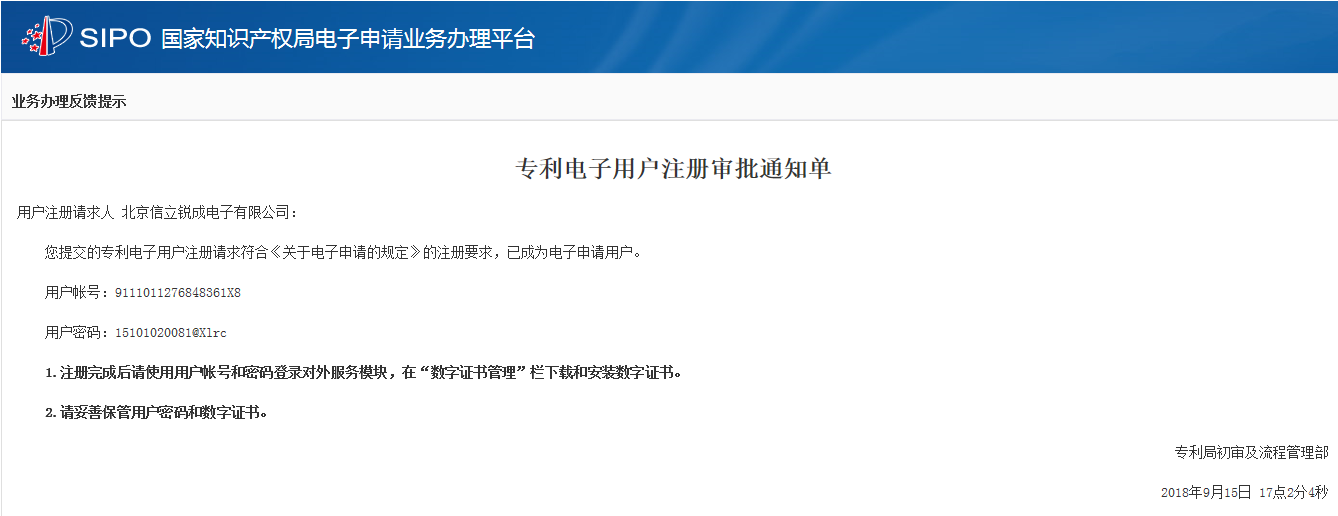 SIPO 国家知识产权局电子申请业务办理平台
业务办理反馈提示
专利电子用户注册审批通知单
用户注册请求人 北京信立锐成电子有限公司：
您提交的专利电子用户注册请求符合《关于电子申请的规定》的注册要求，已成为电子申请用户。
用户帐号：9111011276848361X8
用户密码：15101020081@Xlrc
1.注册完成后请使用用户帐号和密码登录对外服务模块，在“数字证书管理”栏下载和安装数字证书。
2.请妥善保管用户密码和数字证书。
专利局初审及流程管理部
2018年9月15日 17点2分4秒